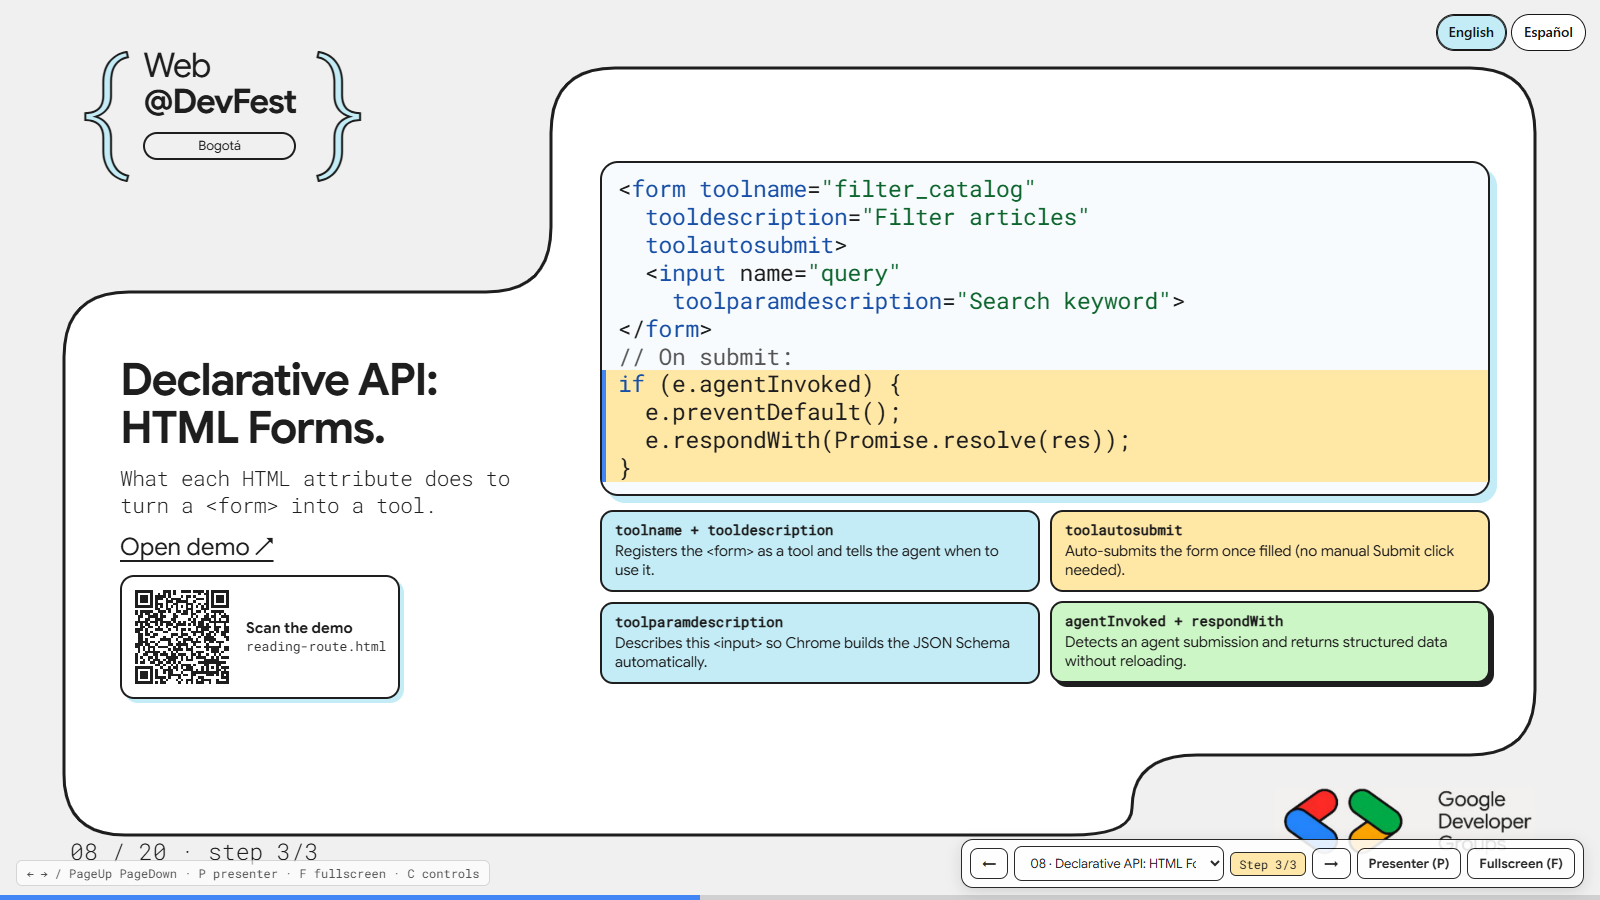 English
Español
Web
@DevFest
Bogotá
<form toolname="filter_catalog"
  tooldescription="Filter articles"
  toolautosubmit>
  <input name="query"
    toolparamdescription="Search keyword">
</form>
// On submit:
if (e.agentInvoked) {
  e.preventDefault();
  e.respondWith(Promise.resolve(res));
}
Declarative API:
HTML Forms.
What each HTML attribute does to
turn a <form> into a tool.
Open demo ↗
Scan the demo
reading-route.html
toolname + tooldescription
Registers the <form> as a tool and tells the agent when to
use it.
toolautosubmit
Auto-submits the form once filled (no manual Submit click
needed).
toolparamdescription
Describes this <input> so Chrome builds the JSON Schema
automatically.
agentInvoked + respondWith
Detects an agent submission and returns structured data
without reloading.
Google
Developer
Groups
08 / 20 · step 3/3
← → / PageUp PageDown · P presenter · F fullscreen · C controls
←
08 · Declarative API: HTML Fo
Step 3/3
→
Presenter (P)
Fullscreen (F)